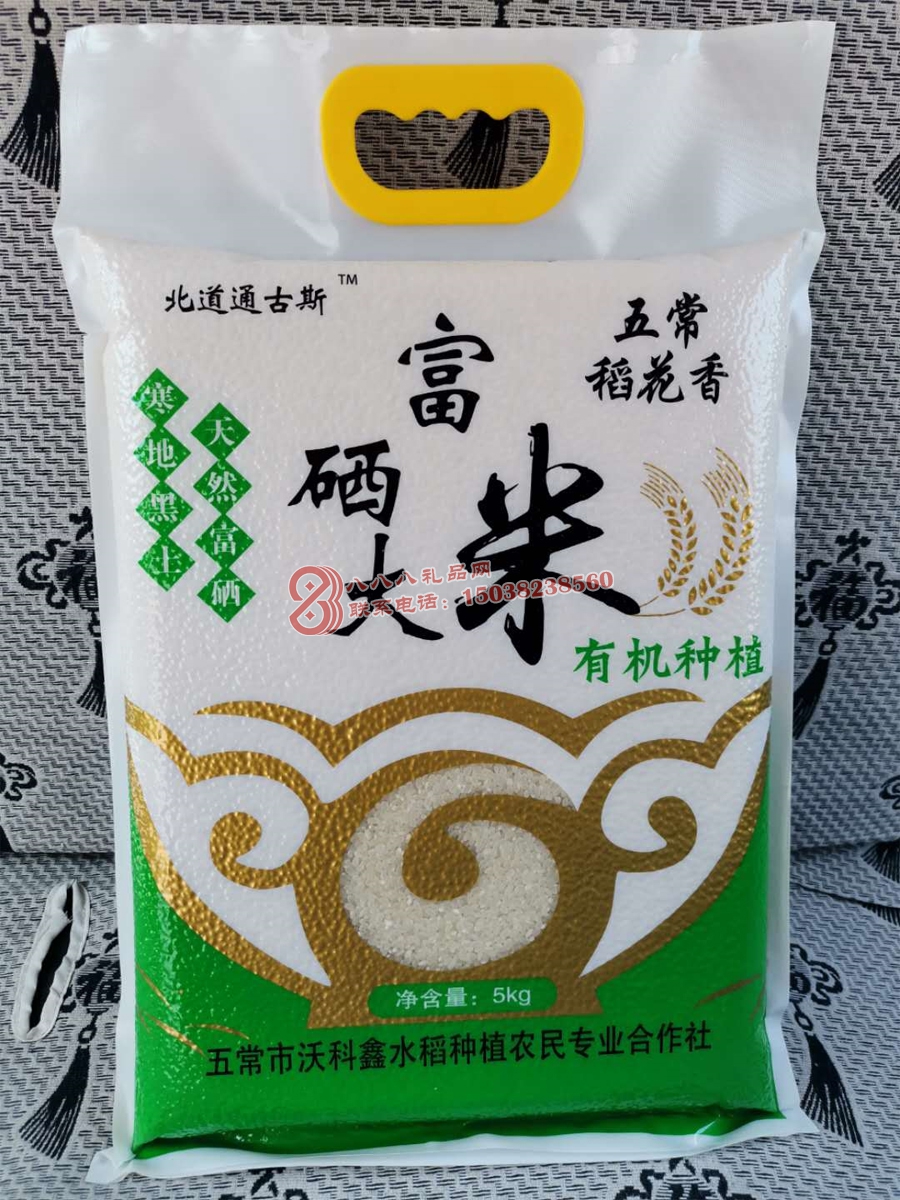 北道通古斯™
五常
稻花香
富硒大米
寒地黑土
天然富硒
八八八礼品网
联系电话：15038238560
有机种植
净含量：5kg
五常市沃科鑫水稻种植农民专业合作社
福
福
福